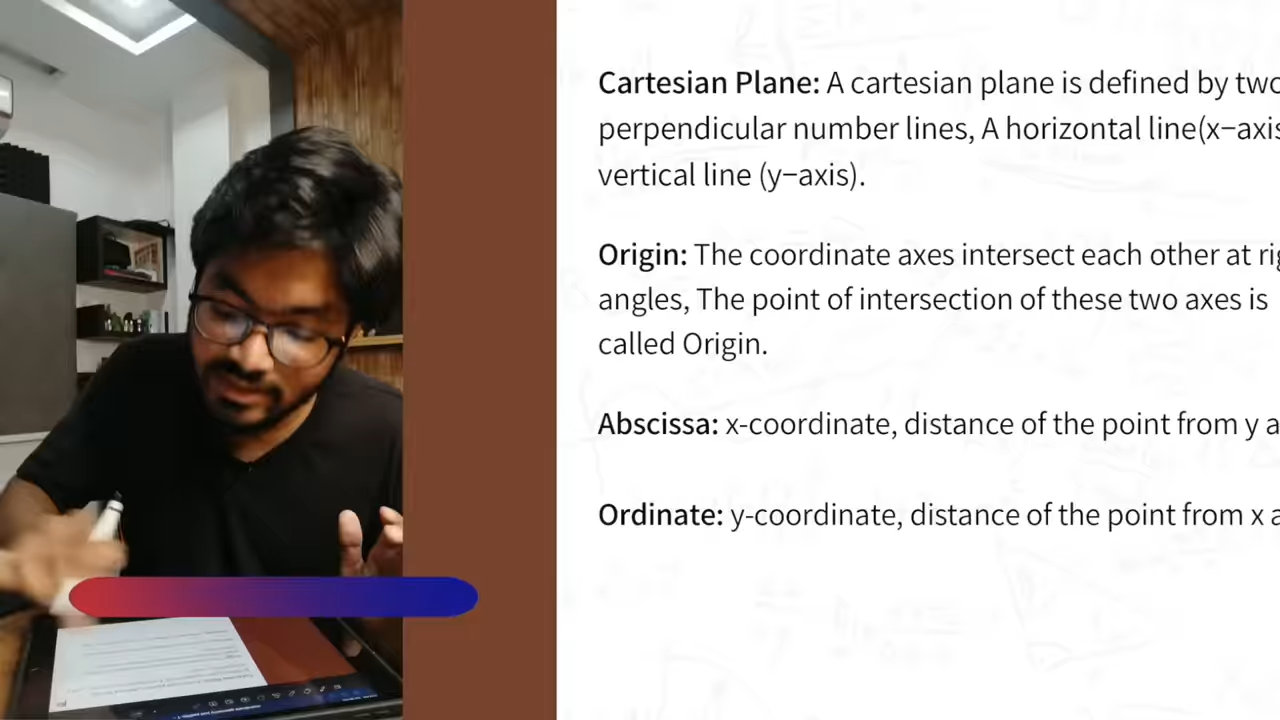 Cartesian Plane: A cartesian plane is defined by two
perpendicular number lines, A horizontal line(x-axis
vertical line (y-axis).
Origin: The coordinate axes intersect each other at
angles, The point of intersection of these two axes is
called Origin.
Abscissa: x-coordinate, distance of the point from y
Ordinate: y-coordinate, distance of the point from x